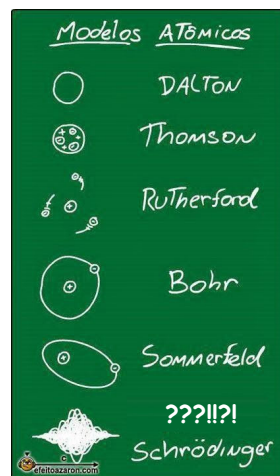 Modelos Atômicos
DALTON
Thomson
Rutherford
Bohr
Sommerfeld
???!!?!
Schrödinger
efeitoazaron.com